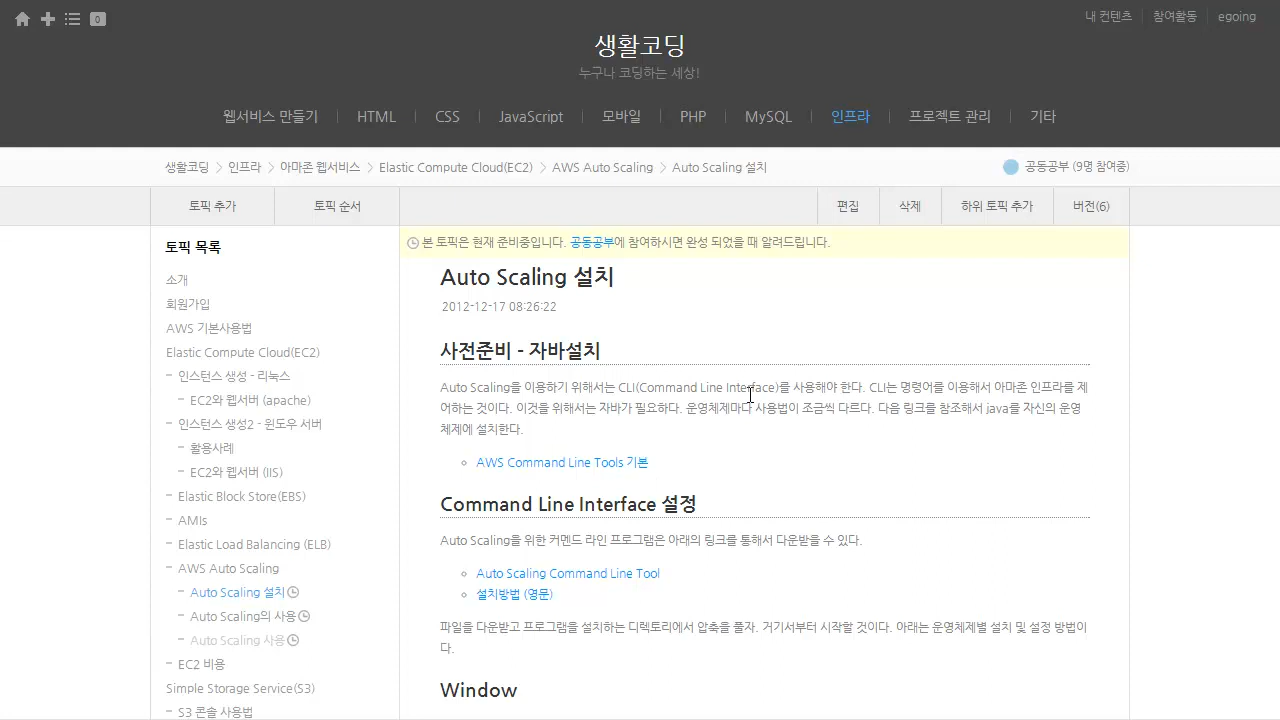 0
내 컨텐츠 참여활동 egoing
생활코딩
누구나 코딩하는 세상!
웹서비스 만들기 HTML CSS JavaScript 모바일 PHP MySQL 인프라 프로젝트 관리 기타
생활코딩 > 인프라 > 아마존 웹서비스 > Elastic Compute Cloud(EC2) > AWS Auto Scaling > Auto Scaling 설치
공동공부 (9명 참여중)
토픽 추가 토픽 순서 편집 삭제 하위 토픽 추가 버전(6)
토픽 목록
소개
회원가입
AWS 기본사용법
Elastic Compute Cloud(EC2)
- 인스턴스 생성 - 리눅스
- EC2와 웹서버 (apache)
- 인스턴스 생성2 - 윈도우 서버
- 활용사례
- EC2와 웹서버 (IIS)
- Elastic Block Store(EBS)
- AMIs
- Elastic Load Balancing (ELB)
- AWS Auto Scaling
- Auto Scaling 설치
- Auto Scaling의 사용
- Auto Scaling 사용
- EC2 비용
Simple Storage Service(S3)
- S3 콘솔 사용법
본 토픽은 현재 준비중입니다. 공동공부에 참여하시면 완성 되었을 때 알려드립니다.
Auto Scaling 설치
2012-12-17 08:26:22
사전준비 - 자바설치
Auto Scaling을 이용하기 위해서는 CLI(Command Line Interface)를 사용해야 한다. CLI는 명령어를 이용해서 아마존 인프라를 제
어하는 것이다. 이것을 위해서는 자바가 필요하다. 운영체제마다 사용법이 조금씩 다르다. 다음 링크를 참조해서 java를 자신의 운영
체제에 설치한다.
AWS Command Line Tools 기본
Command Line Interface 설정
Auto Scaling을 위한 커멘드 라인 프로그램은 아래의 링크를 통해서 다운받을 수 있다.
Auto Scaling Command Line Tool
설치방법 (영문)
파일을 다운받고 프로그램을 설치하는 디렉토리에서 압축을 풀자. 거기서부터 시작할 것이다. 아래는 운영체제별 설치 및 설정 방법이
다.
Window